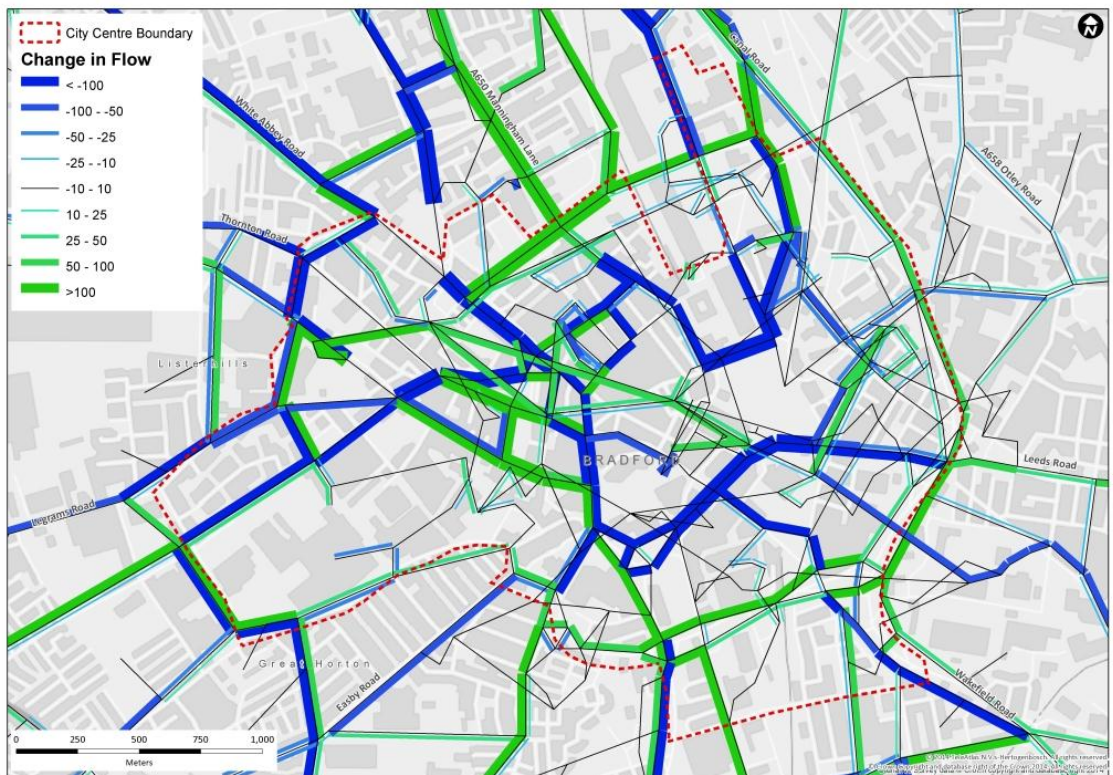 City Centre Boundary
Change in Flow
< -100
-100 - -50
-50 - -25
-25 - -10
-10 - 10
10 - 25
25 - 50
50 - 100
>100
N
Canal Road
A650 Manningham Lane
White Abbey Road
A658 Otley Road
Thornton Road
Listerhills
BRADFORD
Leeds Road
Legrams Road
Great Horton
Easby Road
Wakefield Road
0 250 500 750 1,000
Meters